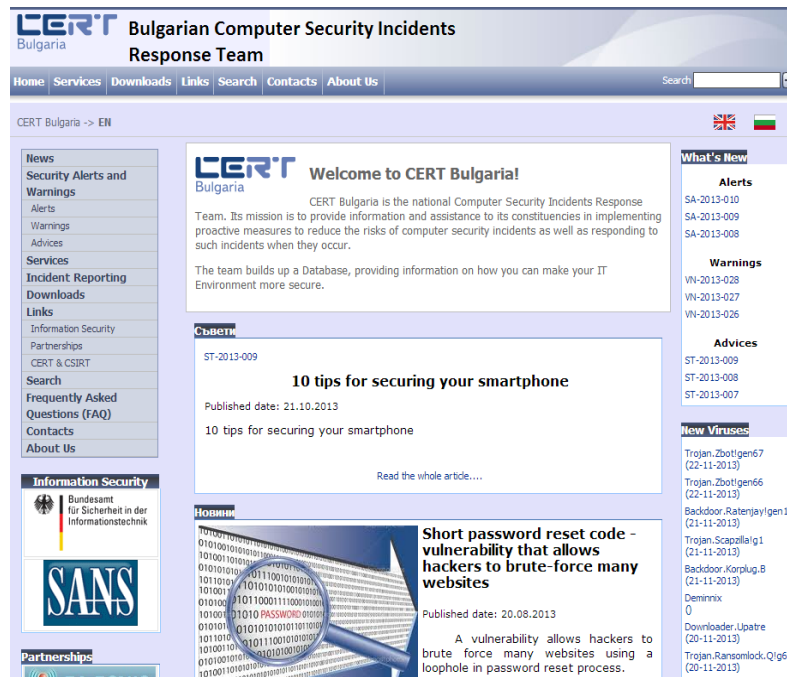 CERT
Bulgaria
Bulgarian Computer Security Incidents
Response Team
Home Services Downloads Links Search Contacts About Us
Search
CERT Bulgaria -> EN
News
Security Alerts and
Warnings
Alerts
Warnings
Advices
Services
Incident Reporting
Downloads
Links
Information Security
Partnerships
CERT & CSIRT
Search
Frequently Asked
Questions (FAQ)
Contacts
About Us
Information Security
Bundesamt
für Sicherheit in der
Informationstechnik
SANS
Partnerships
CERT
Bulgaria
Welcome to CERT Bulgaria!
CERT Bulgaria is the national Computer Security Incidents Response
Team. Its mission is to provide information and assistance to its constituencies in implementing
proactive measures to reduce the risks of computer security incidents as well as responding to
such incidents when they occur.
The team builds up a Database, providing information on how you can make your IT
Environment more secure.
Съвети
ST-2013-009
10 tips for securing your smartphone
Published date: 21.10.2013
10 tips for securing your smartphone
Read the whole article....
Новини
PASSWORD
Short password reset code -
vulnerability that allows
hackers to brute-force many
websites
Published date: 20.08.2013
A vulnerability allows hackers to
brute force many websites using a
loophole in password reset process.
What's New
Alerts
SA-2013-010
SA-2013-009
SA-2013-008
Warnings
VN-2013-028
VN-2013-027
VN-2013-026
Advices
ST-2013-009
ST-2013-008
ST-2013-007
New Viruses
Trojan.Zbot!gen67
(22-11-2013)
Trojan.Zbot!gen66
(22-11-2013)
Backdoor.Ratenjay!gen1
(21-11-2013)
Trojan.Scapzilla!g1
(21-11-2013)
Backdoor.Korplug.B
(21-11-2013)
Deminnix
()
Downloader.Upatre
(20-11-2013)
Trojan.Ransomlock.Q!g6
(20-11-2013)